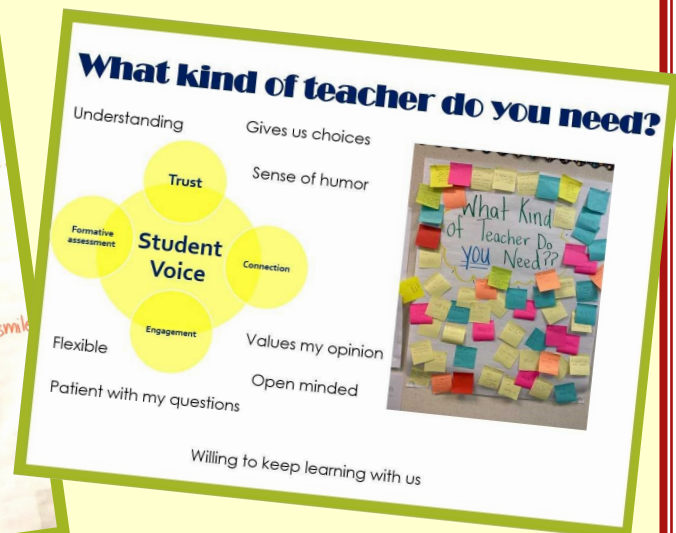 What kind of teacher do you need?
Understanding
Gives us choices
Sense of humor
Trust
Formative
assessment
Student
Voice
Connection
Engagement
Flexible
Values my opinion
Patient with my questions
Open minded
Willing to keep learning with us
What Kind
of Teacher Do
YOU Need??
smile